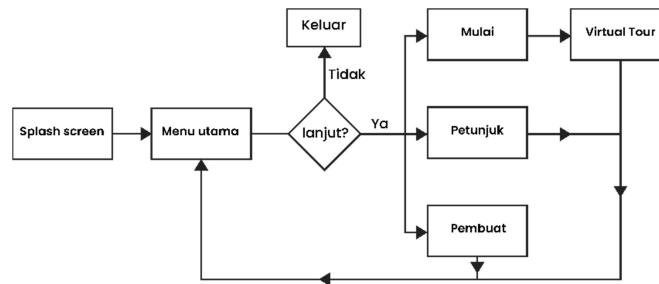 Keluar
Mulai
Virtual Tour
Tidak
Splash screen
Menu utama
lanjut?
Ya
Petunjuk
Pembuat